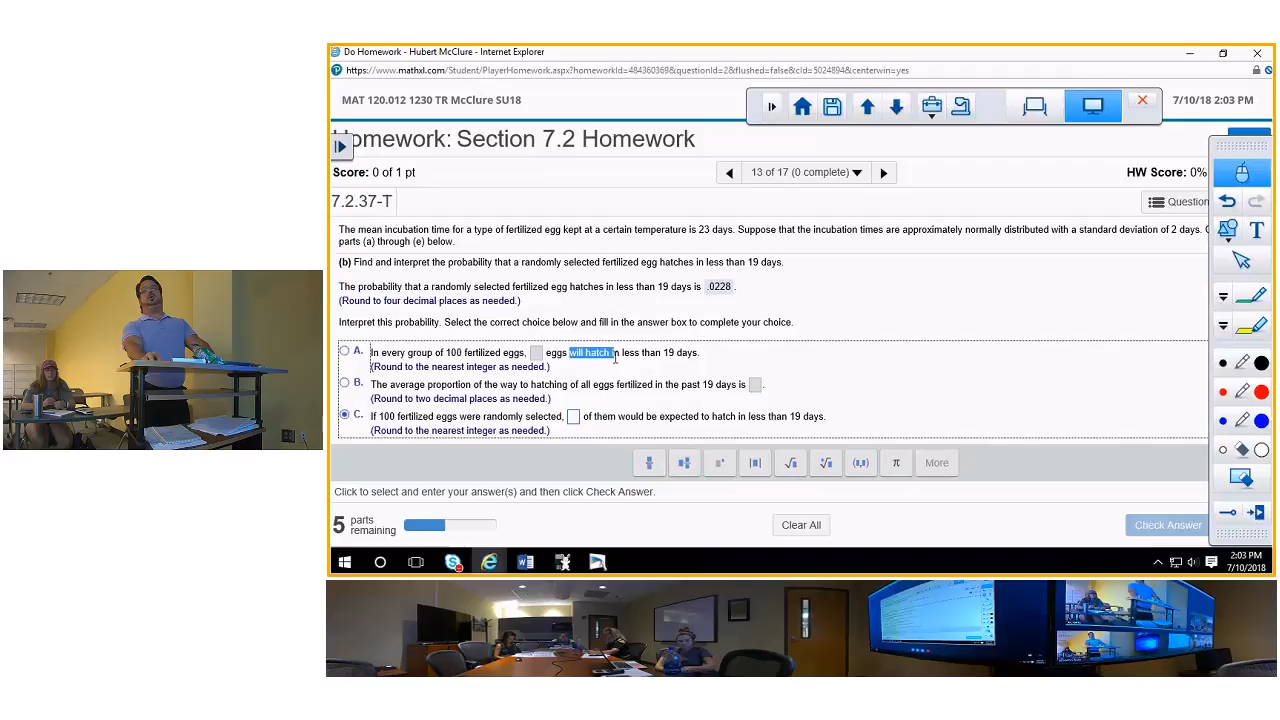 Do Homework - Hubert McClure - Internet Explorer
https://www.mathxl.com/Student/PlayerHomework.aspx?homeworkId=484360369&questionId=2&flushed=false&cId=5024894&centerwin=yes
MAT 120.012 1230 TR McClure SU18
7/10/18 2:03 PM
omework: Section 7.2 Homework
Score: 0 of 1 pt
13 of 17 (0 complete)
HW Score: 0%
7.2.37-T
Question
The mean incubation time for a type of fertilized egg kept at a certain temperature is 23 days. Suppose that the incubation times are approximately normally distributed with a standard deviation of 2 days.
parts (a) through (e) below.
(b) Find and interpret the probability that a randomly selected fertilized egg hatches in less than 19 days.
The probability that a randomly selected fertilized egg hatches in less than 19 days is .0228.
(Round to four decimal places as needed.)
Interpret this probability. Select the correct choice below and fill in the answer box to complete your choice.
A. In every group of 100 fertilized eggs, eggs will hatch in less than 19 days.
(Round to the nearest integer as needed.)
B. The average proportion of the way to hatching of all eggs fertilized in the past 19 days is .
(Round to two decimal places as needed.)
C. If 100 fertilized eggs were randomly selected, of them would be expected to hatch in less than 19 days.
(Round to the nearest integer as needed.)
More
Click to select and enter your answer(s) and then click Check Answer.
5 parts remaining
Clear All
Check Answer
2:03 PM
7/10/2018